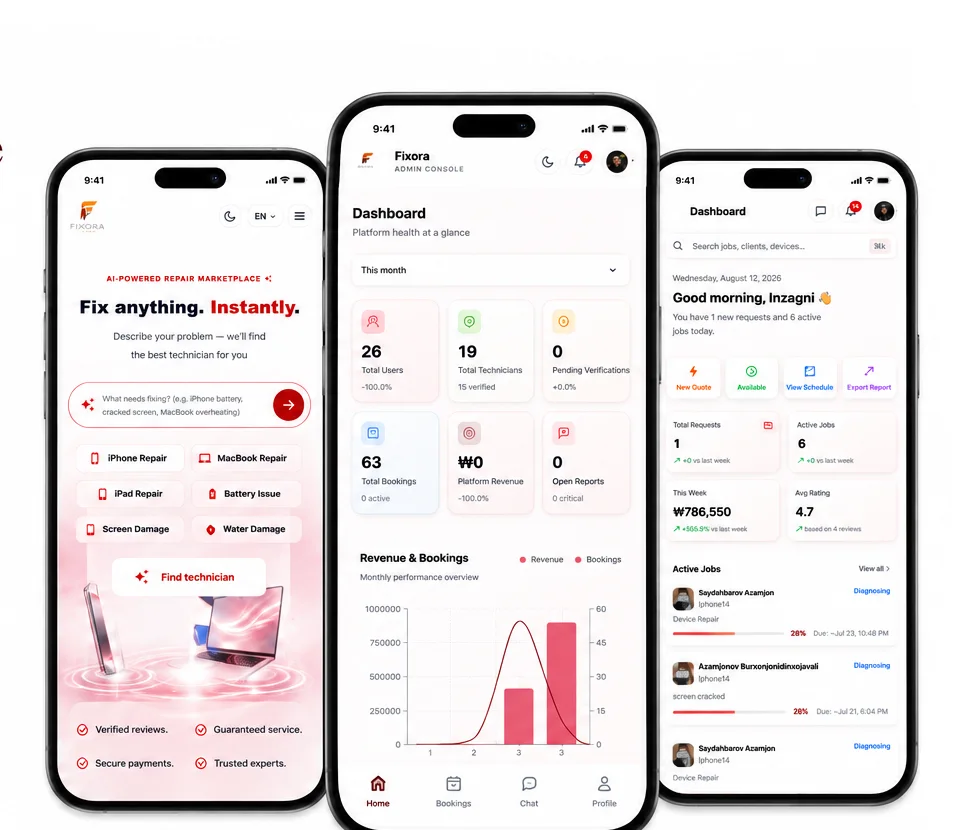 9:41
FIXORA
EN
AI-POWERED REPAIR MARKETPLACE
Fix anything. Instantly.
Describe your problem — we'll find
the best technician for you
What needs fixing? (e.g. iPhone battery,
cracked screen, MacBook overheating)
iPhone Repair
MacBook Repair
iPad Repair
Battery Issue
Screen Damage
Water Damage
Find technician
Verified reviews.
Guaranteed service.
Secure payments.
Trusted experts.
9:41
Fixora
ADMIN CONSOLE
Dashboard
Platform health at a glance
This month
26
Total Users
-100.0%
19
Total Technicians
15 verified
0
Pending Verifications
+0.0%
63
Total Bookings
0 active
₩0
Platform Revenue
-100.0%
0
Open Reports
0 critical
Revenue & Bookings
Revenue
Bookings
Monthly performance overview
1000000
750000
500000
250000
0
60
45
30
15
0
1 2 3 3
Home
Bookings
Chat
Profile
9:41
Dashboard
14
Search jobs, clients, devices...
Wednesday, August 12, 2026
Good morning, Inzagni 👋
You have 1 new requests and 6 active
jobs today.
New Quote
Available
View Schedule
Export Report
Total Requests
1
+0 vs last week
Active Jobs
6
+0 vs last week
This Week
₩786,550
+505.5% vs last week
Avg Rating
4.7
based on 4 reviews
Active Jobs
View all
Saydahbarov Azamjon
Diagnosing
Iphone14
Device Repair
28%
Due: ~Jul 23, 10:48 PM
Azamjonov Burxonjonidinxojavali
Diagnosing
Iphone14
screen cracked
26%
Due: ~Jul 21, 6:04 PM
Saydahbarov Azamjon
Diagnosing
Iphone14
Device Repair